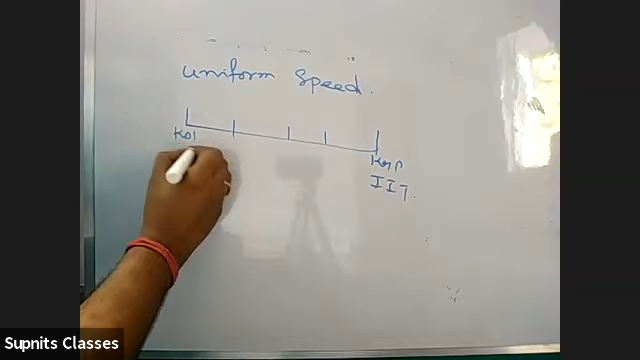 uniform Speed.
Kol
Kgp
IIT.
Supnits Classes